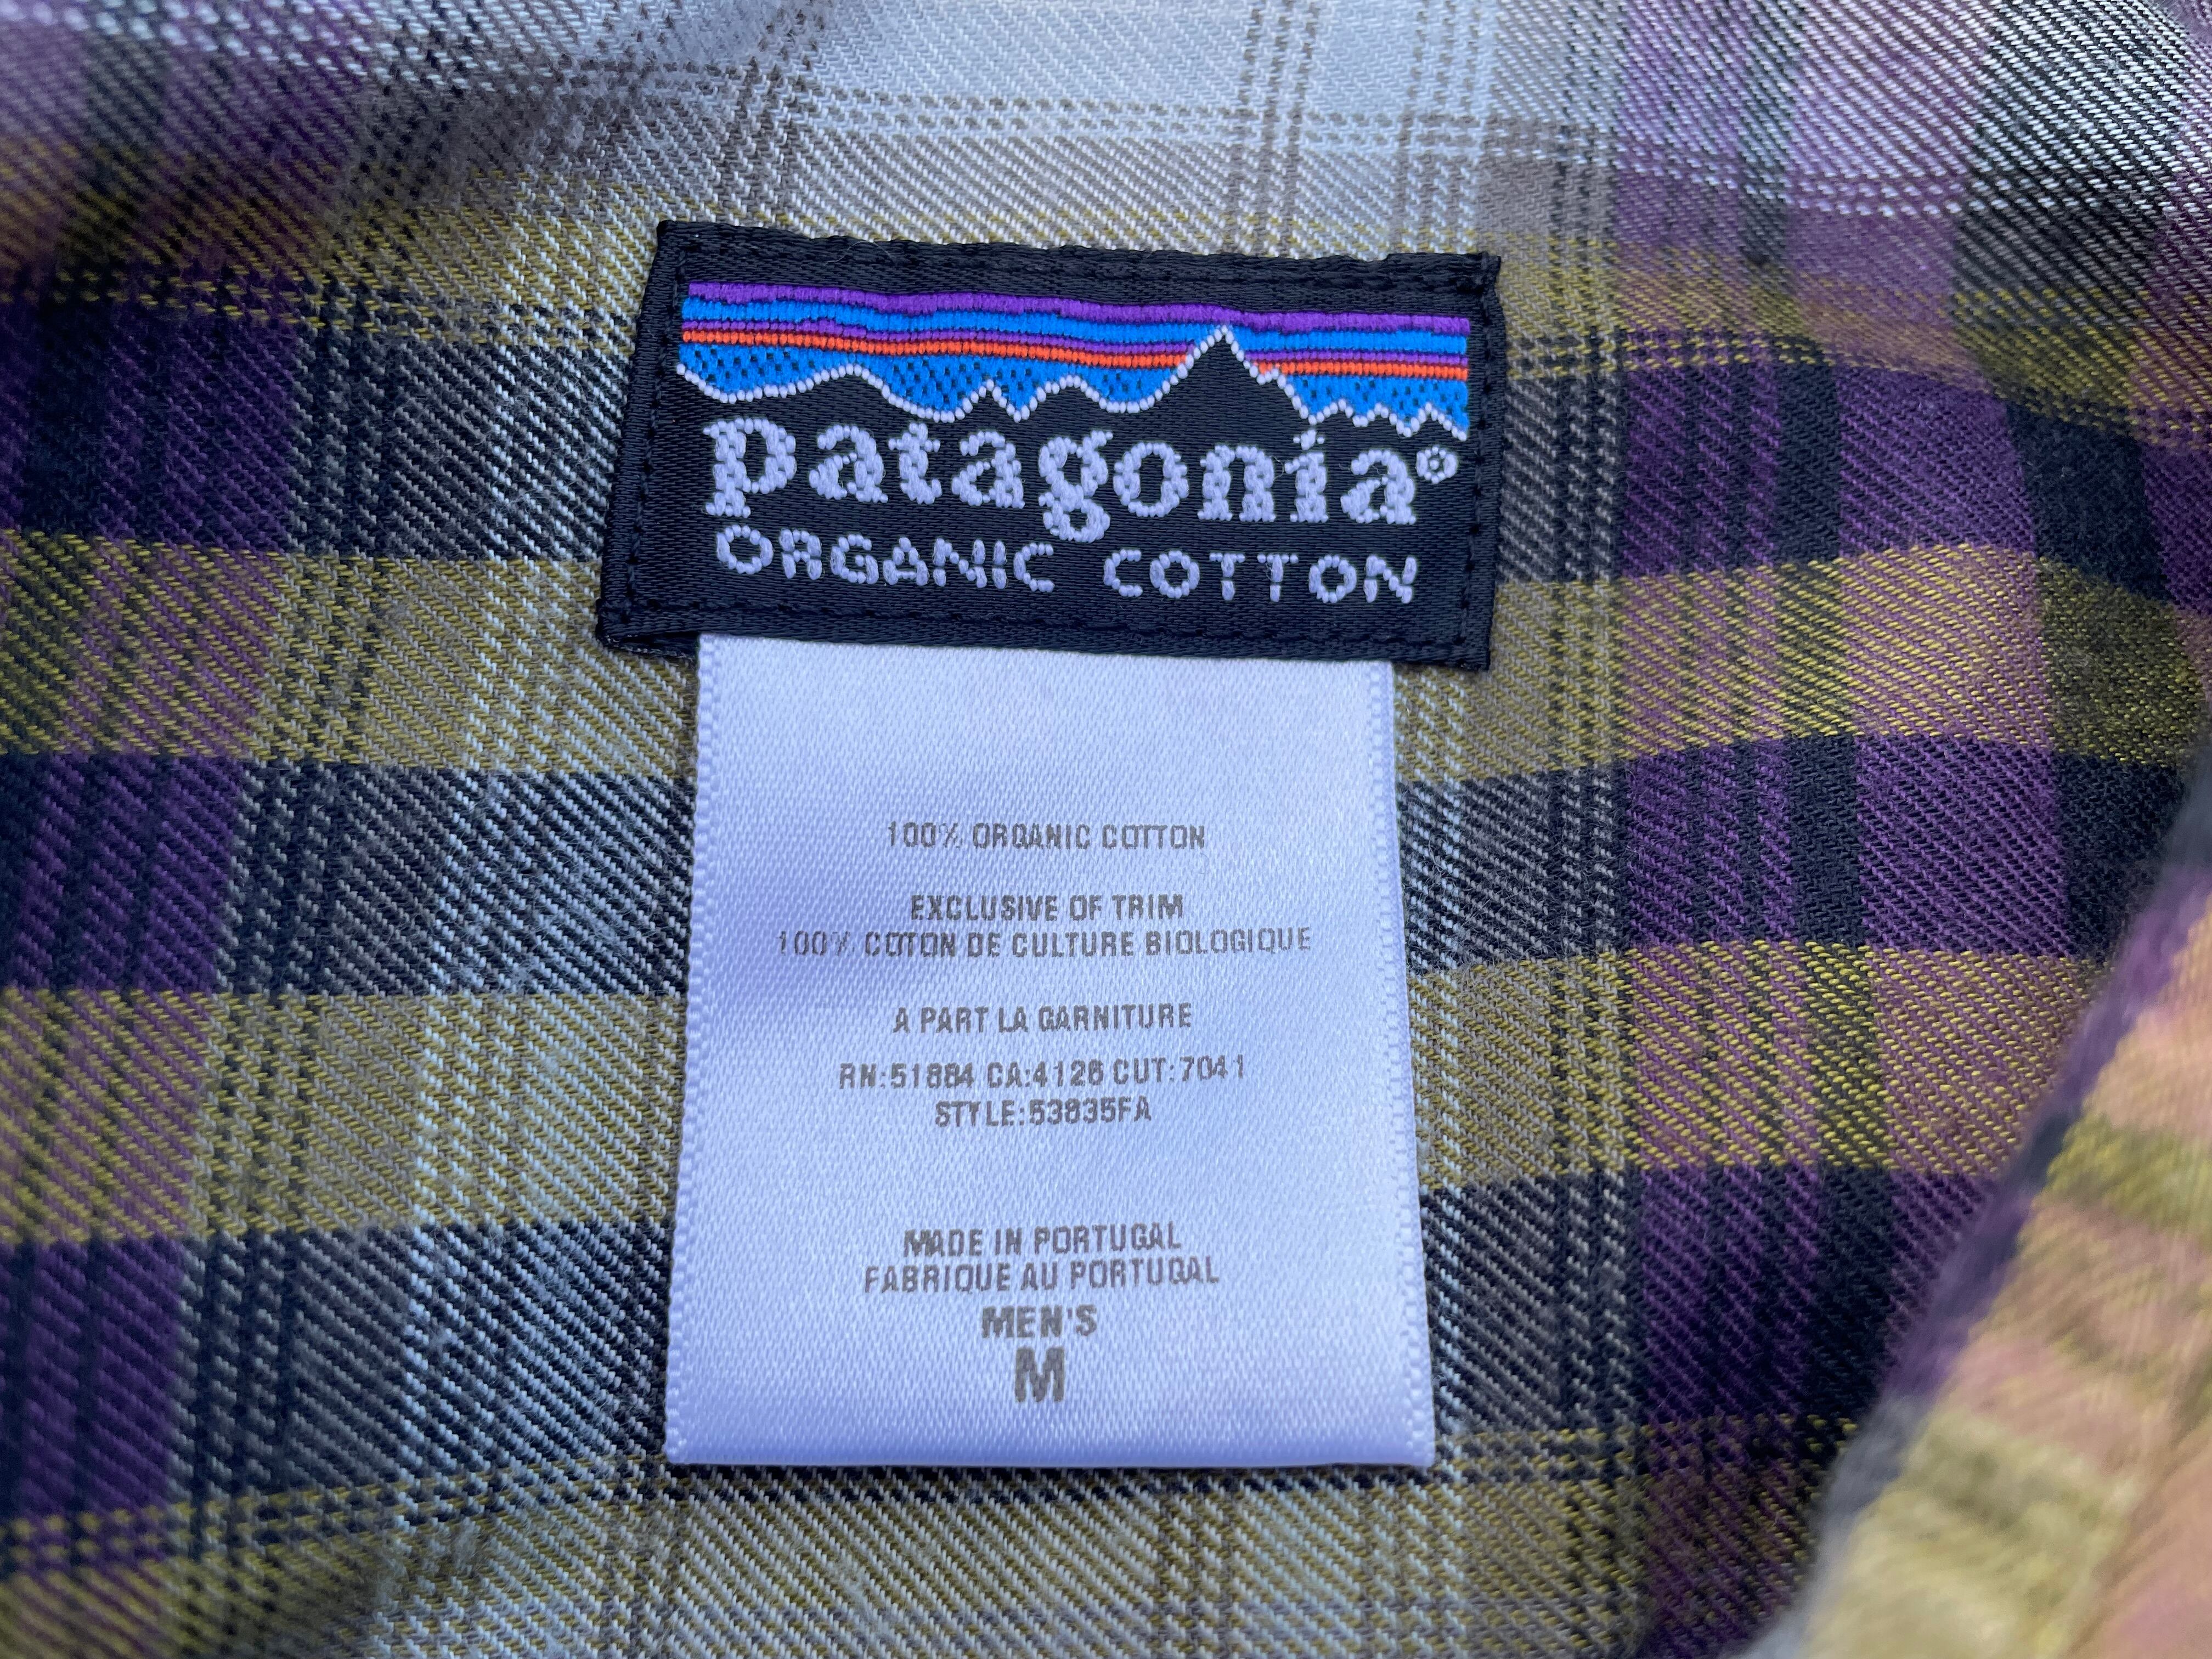 patagonia®
ORGANIC COTTON
100% ORGANIC COTTON
EXCLUSIVE OF TRIM
100% COTON DE CULTURE BIOLOGIQUE
A PART LA GARNITURE
RN:51884 CA:4126 CUT:7041
STYLE:53835FA
MADE IN PORTUGAL
FABRIQUE AU PORTUGAL
MEN'S
M